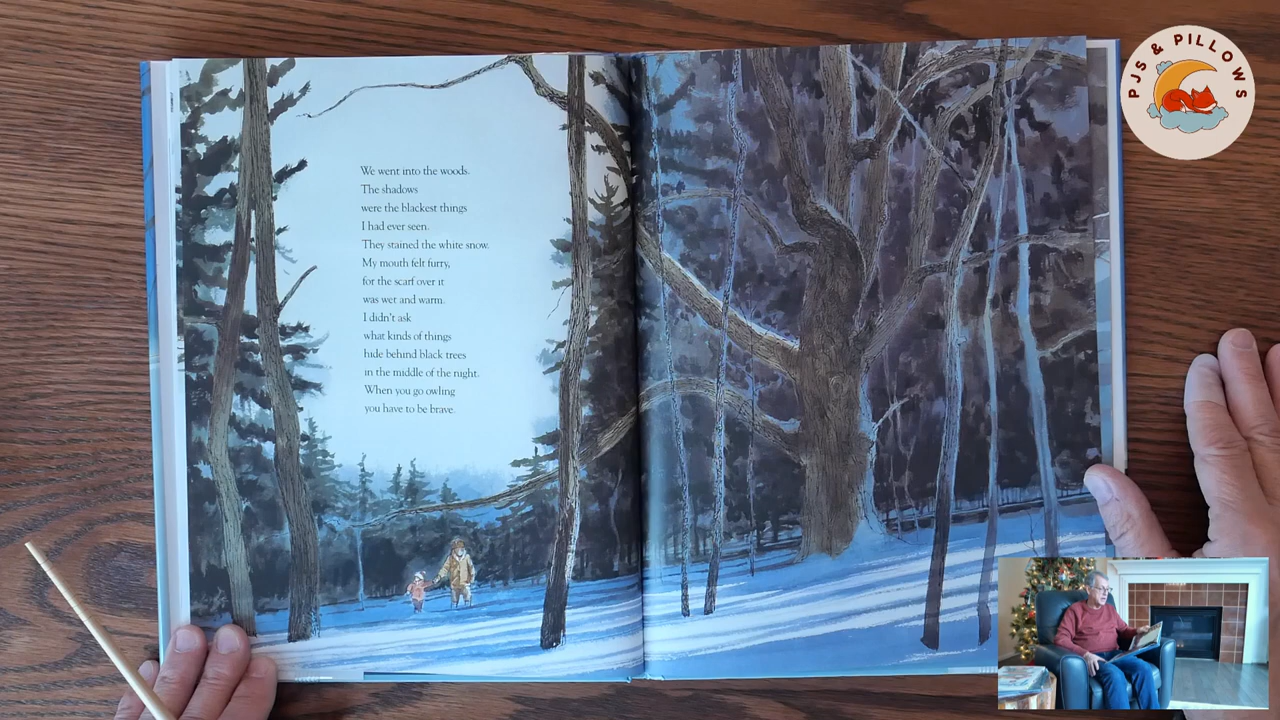 We went into the woods.
The shadows
were the blackest things
I had ever seen.
They stained the white snow.
My mouth felt furry,
for the scarf over it
was wet and warm.
I didn't ask
what kinds of things
hide behind black trees
in the middle of the night.
When you go owling
you have to be brave.
PJS & PILLOWS